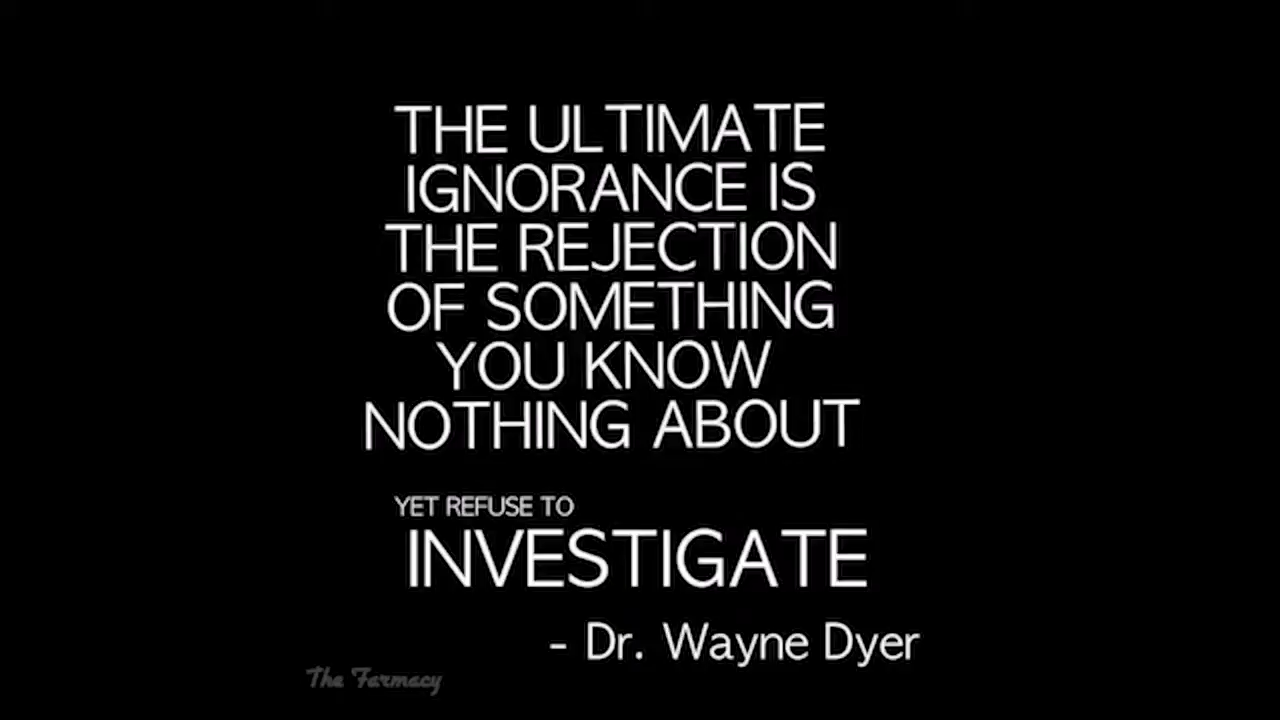 THE ULTIMATE
IGNORANCE IS
THE REJECTION
OF SOMETHING
YOU KNOW
NOTHING ABOUT
YET REFUSE TO
INVESTIGATE
- Dr. Wayne Dyer
The Farmacy